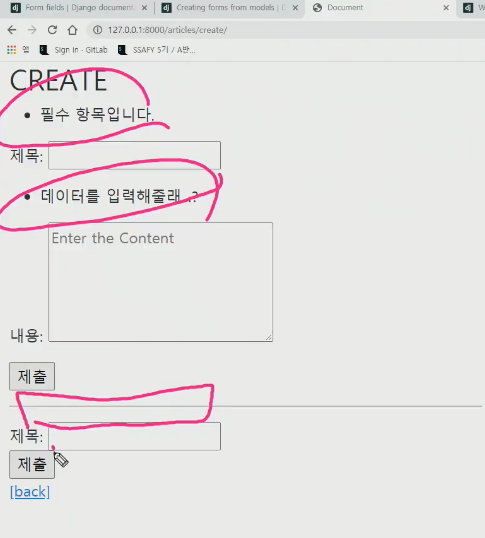 Form fields | Django document
Creating forms from models | D
Document
W
127.0.0.1:8000/articles/create/
앱
Sign in · GitLab
SSAFY 5기 / A반...
CREATE
필수 항목입니다.
제목:
데이터를 입력해줄래..?
Enter the Content
내용:
제출
제목:
제출
[back]